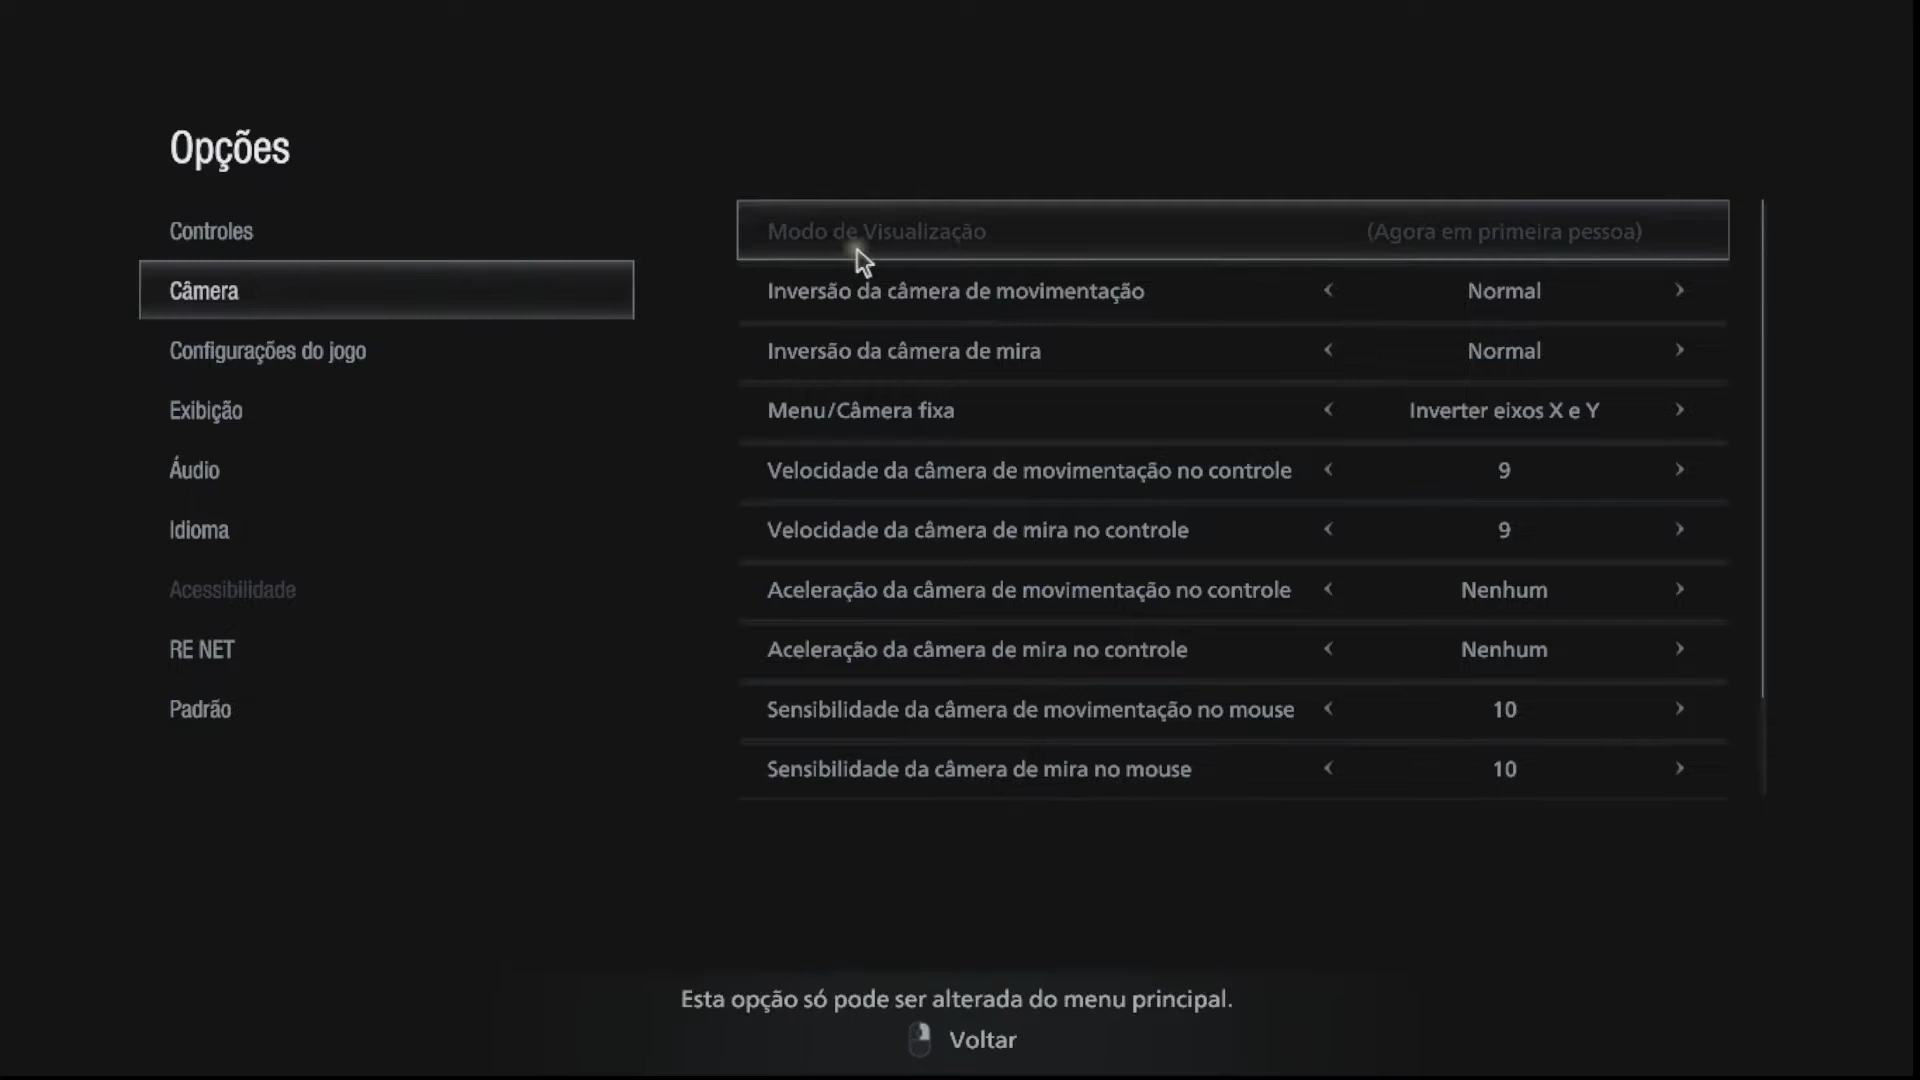 Opções
Controles
Câmera
Configurações do jogo
Exibição
Áudio
Idioma
Acessibilidade
RE NET
Padrão
Modo de Visualização (Agora em primeira pessoa)
Inversão da câmera de movimentação Normal
Inversão da câmera de mira Normal
Menu/Câmera fixa Inverter eixos X e Y
Velocidade da câmera de movimentação no controle 9
Velocidade da câmera de mira no controle 9
Aceleração da câmera de movimentação no controle Nenhum
Aceleração da câmera de mira no controle Nenhum
Sensibilidade da câmera de movimentação no mouse 10
Sensibilidade da câmera de mira no mouse 10
Esta opção só pode ser alterada do menu principal.
Voltar